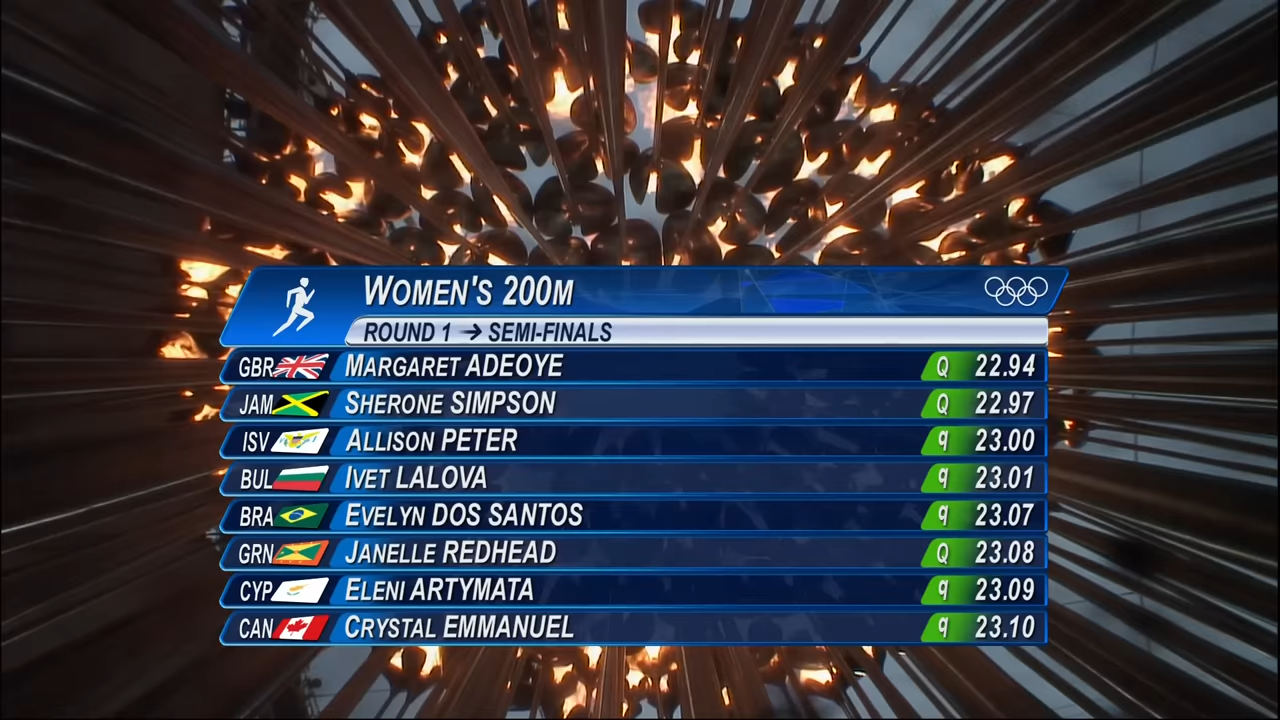 WOMEN'S 200M
ROUND 1 → SEMI-FINALS
GBR MARGARET ADEOYE Q 22.94
JAM SHERONE SIMPSON Q 22.97
ISV ALLISON PETER q 23.00
BUL IVET LALOVA q 23.01
BRA EVELYN DOS SANTOS q 23.07
GRN JANELLE REDHEAD Q 23.08
CYP ELENI ARTYMATA q 23.09
CAN CRYSTAL EMMANUEL q 23.10